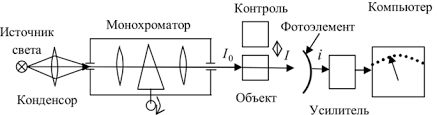 Источник
света
Конденсор
Монохроматор
I₀
Контроль
Объект
I
Фотоэлемент
i
Усилитель
Компьютер